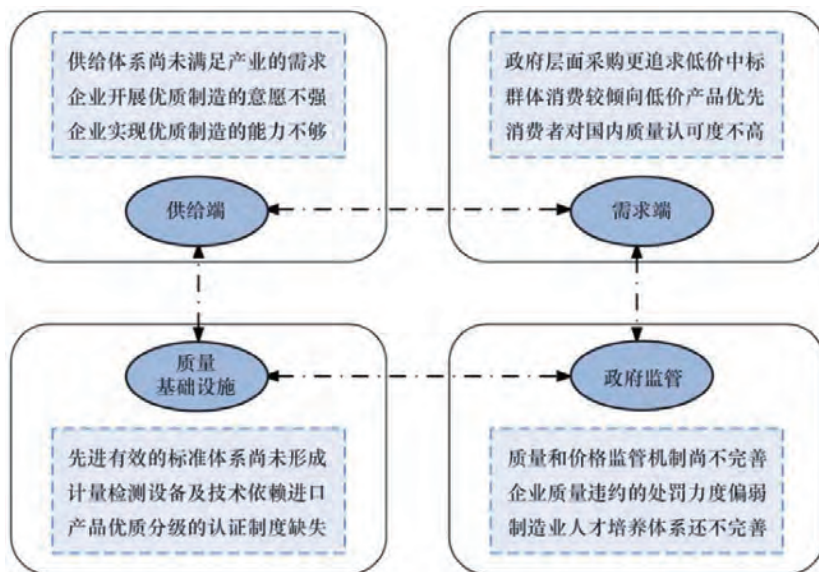 供给体系尚未满足产业的需求
企业开展优质制造的意愿不强
企业实现优质制造的能力不够
供给端
政府层面采购更追求低价中标
群体消费较倾向低价产品优先
消费者对国内质量认可度不高
需求端
质量
基础设施
先进有效的标准体系尚未形成
计量检测设备及技术依赖进口
产品优质分级的认证制度缺失
政府监管
质量和价格监管机制尚不完善
企业质量违约的处罚力度偏弱
制造业人才培养体系还不完善